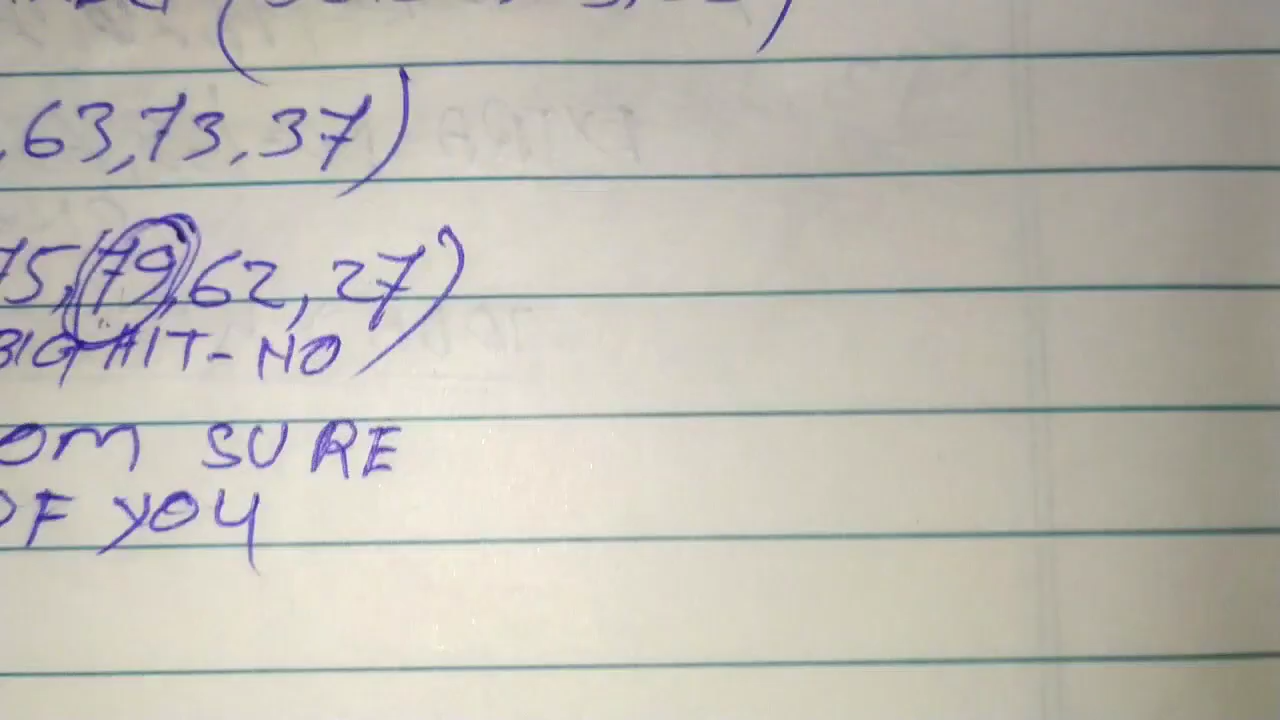 ,63,73,37)
75,(79),62,27)
BIG HIT-NO
OM SURE
OF YOU